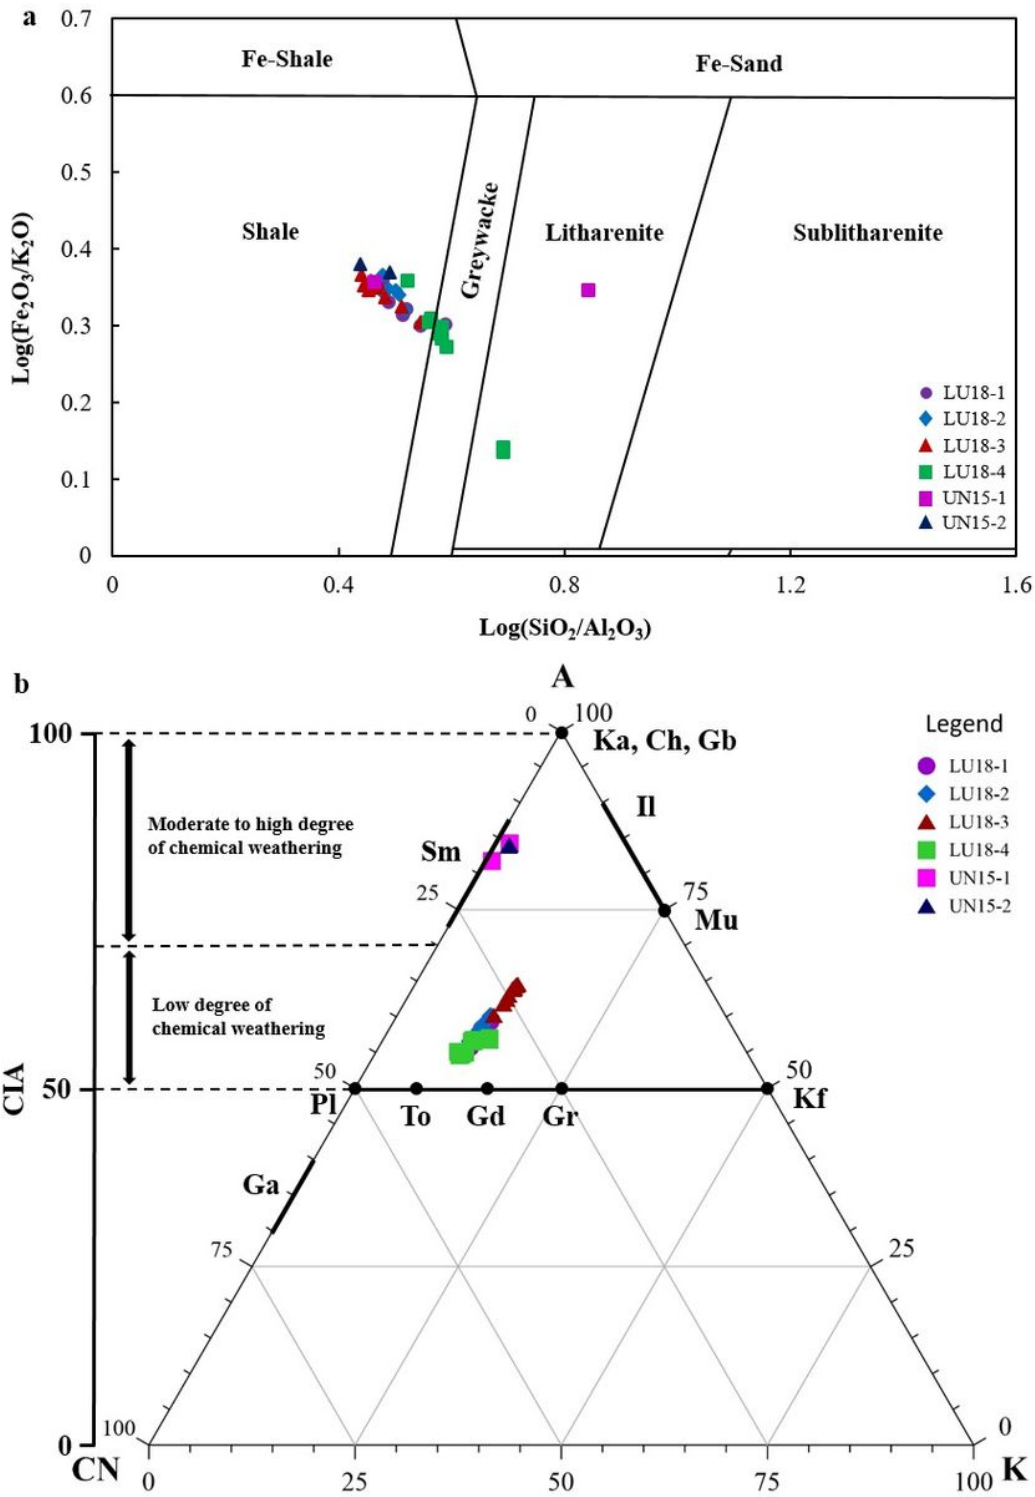 a
0.7
0.6
0.5
0.4
0.3
0.2
0.1
0
Log(Fe₂O₃/K₂O)
Fe-Shale
Fe-Sand
Shale
Greywacke
Litharenite
Sublitharenite
LU18-1
LU18-2
LU18-3
LU18-4
UN15-1
UN15-2
0 0.4 0.8 1.2 1.6
Log(SiO₂/Al₂O₃)
b
A
0 100
100
Ka, Ch, Gb
Legend
LU18-1
LU18-2
LU18-3
LU18-4
UN15-1
UN15-2
Il
Moderate to high degree
of chemical weathering
Sm
25 75
Mu
Low degree of
chemical weathering
CIA
50
50 50
Pl To Gd Gr Kf
Ga
75 25
100 0
0
CN K
0 25 50 75 100